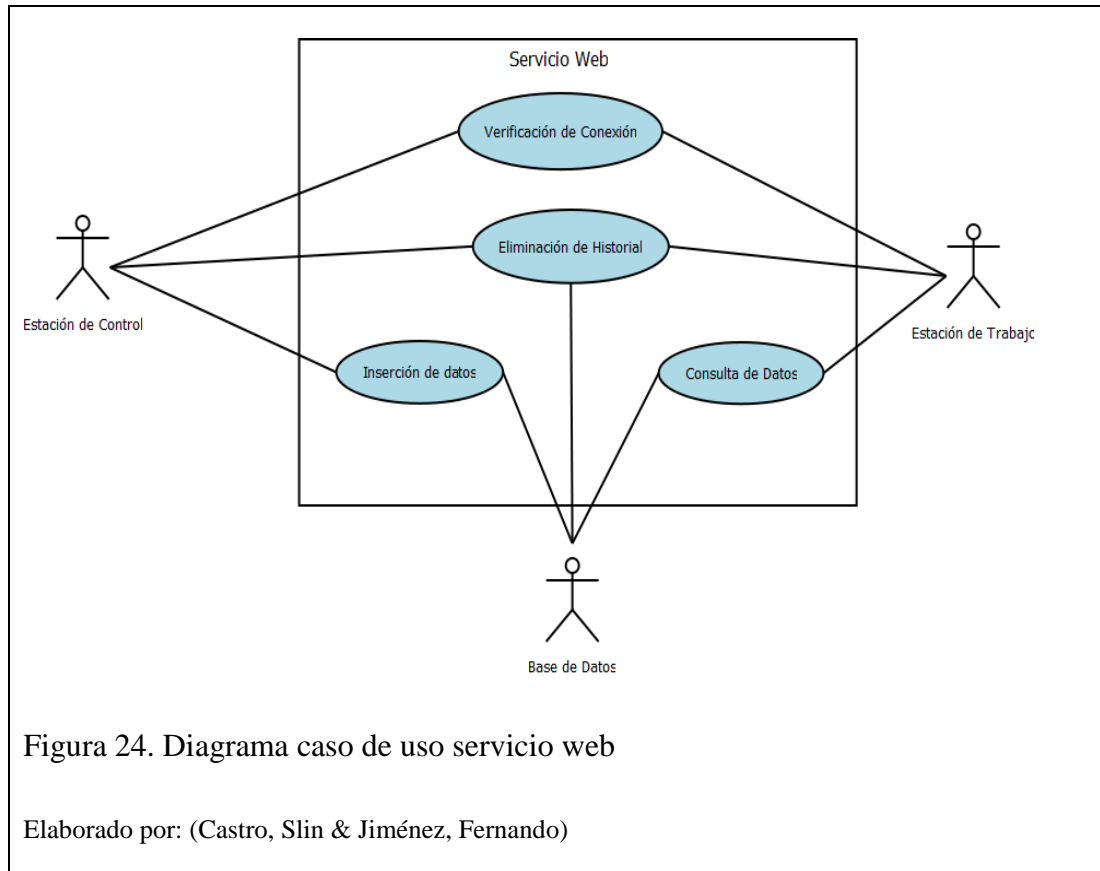 Servicio Web
Verificación de Conexión
Eliminación de Historial
Estación de Control
Estación de Trabajo
Inserción de datos
Consulta de Datos
Base de Datos
Figura 24. Diagrama caso de uso servicio web
Elaborado por: (Castro, Slin & Jiménez, Fernando)